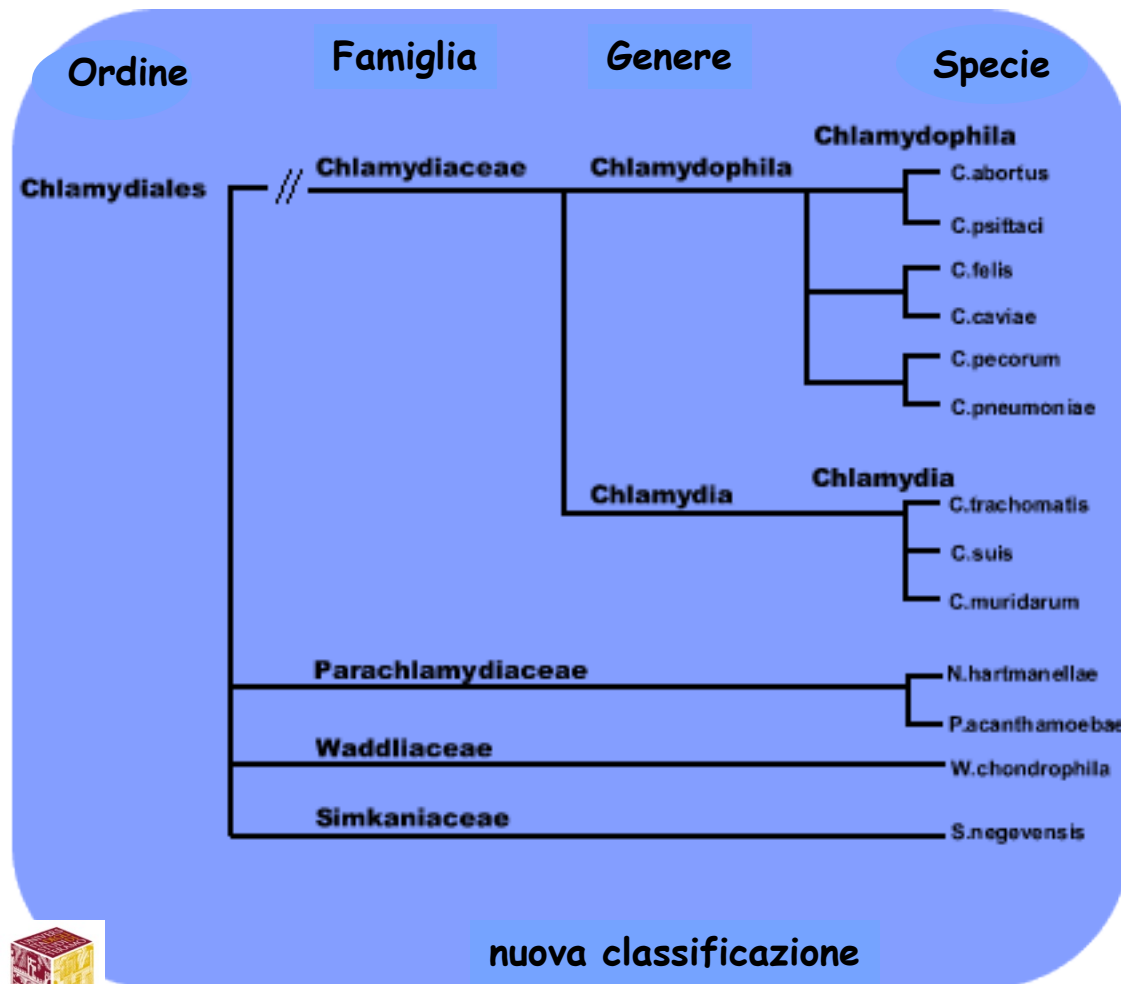 Ordine Famiglia Genere Specie
Chlamydophila
Chlamydiales Chlamydiaceae Chlamydophila
C.abortus
C.psittaci
C.felis
C.caviae
C.pecorum
C.pneumoniae
Chlamydia Chlamydia
C.trachomatis
C.suis
C.muridarum
Parachlamydiaceae
N.hartmanellae
P.acanthamoebae
Waddliaceae
W.chondrophila
Simkaniaceae
S.negevensis
nuova classificazione